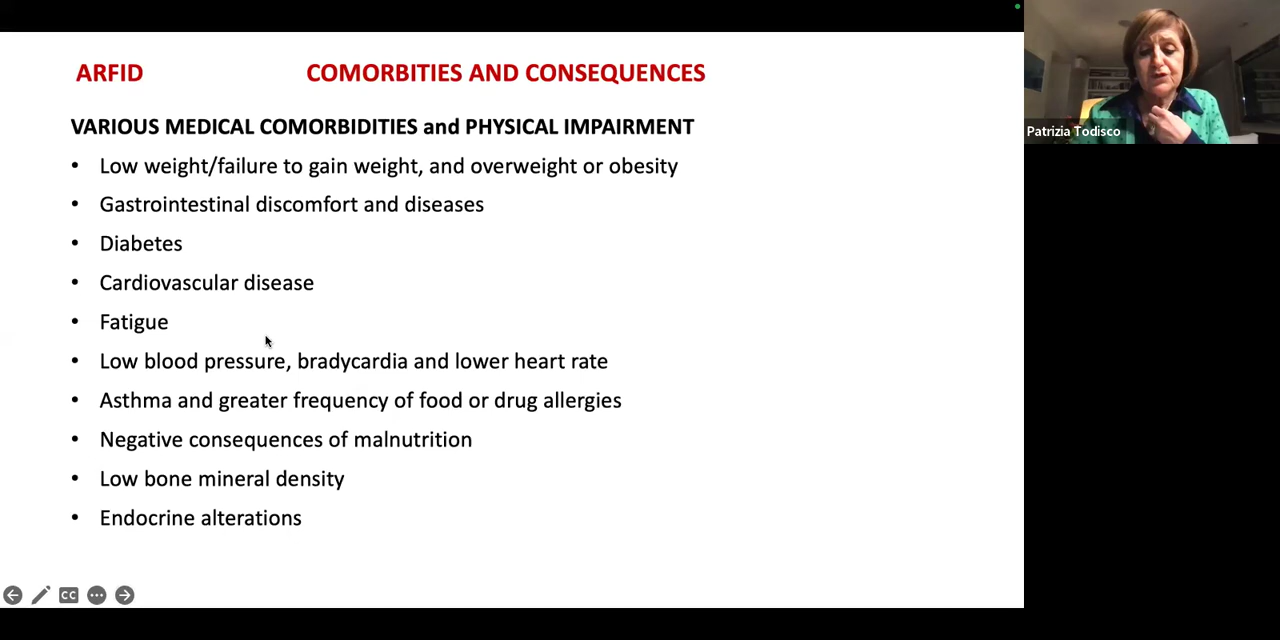 ARFID COMORBITIES AND CONSEQUENCES
VARIOUS MEDICAL COMORBIDITIES and PHYSICAL IMPAIRMENT
• Low weight/failure to gain weight, and overweight or obesity
• Gastrointestinal discomfort and diseases
• Diabetes
• Cardiovascular disease
• Fatigue
• Low blood pressure, bradycardia and lower heart rate
• Asthma and greater frequency of food or drug allergies
• Negative consequences of malnutrition
• Low bone mineral density
• Endocrine alterations
CC
Patrizia Todisco